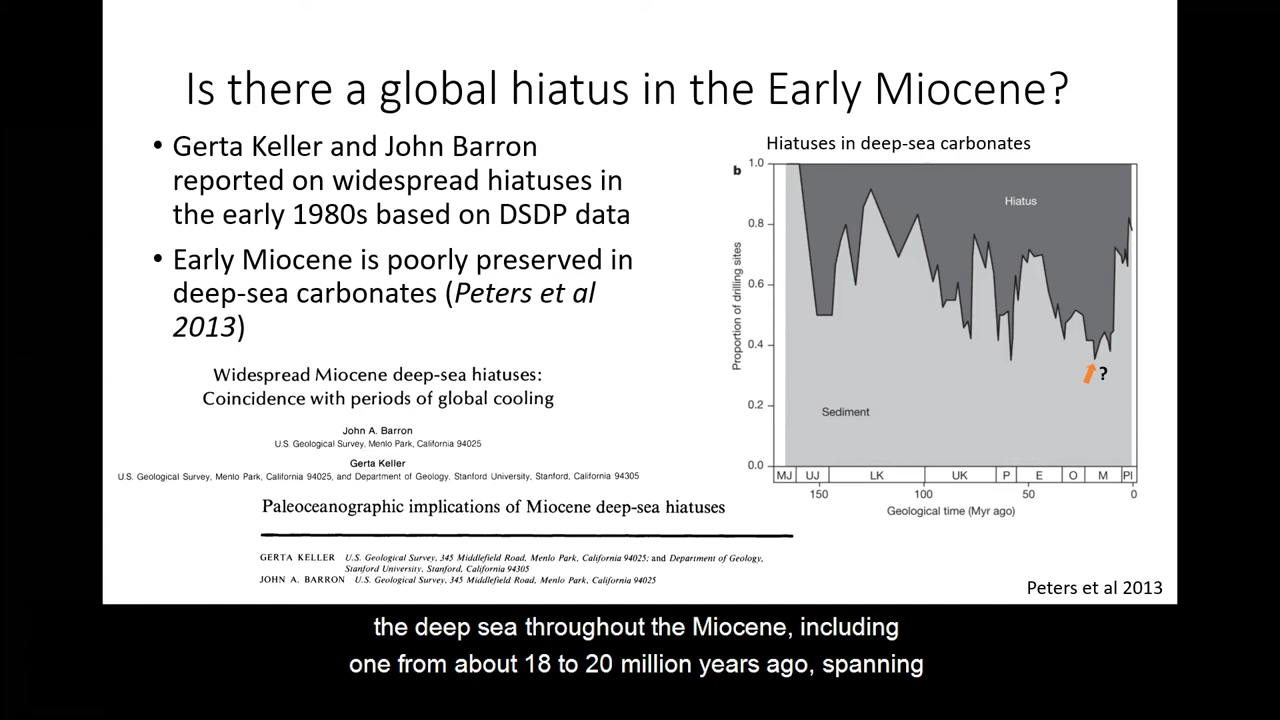 Is there a global hiatus in the Early Miocene?
• Gerta Keller and John Barron
reported on widespread hiatuses in
the early 1980s based on DSDP data
• Early Miocene is poorly preserved in
deep-sea carbonates (Peters et al
2013)
Widespread Miocene deep-sea hiatuses:
Coincidence with periods of global cooling
John A. Barron
U.S. Geological Survey, Menlo Park, California 94025
Gerta Keller
U.S. Geological Survey, Menlo Park, California 94025, and Department of Geology, Stanford University, Stanford, California 94305
Paleoceanographic implications of Miocene deep-sea hiatuses
GERTA KELLER U.S. Geological Survey, 345 Middlefield Road, Menlo Park, California 94025; and Department of Geology,
Stanford University, Stanford, California 94305
JOHN A. BARRON U.S. Geological Survey, 345 Middlefield Road, Menlo Park, California 94025
Hiatuses in deep-sea carbonates
b
1.0
0.8
0.6
0.4
0.2
0.0
Proportion of drilling sites
Hiatus
?
Sediment
MJ UJ LK UK P E O M Pl
150 100 50 0
Geological time (Myr ago)
Peters et al 2013
the deep sea throughout the Miocene, including
one from about 18 to 20 million years ago, spanning